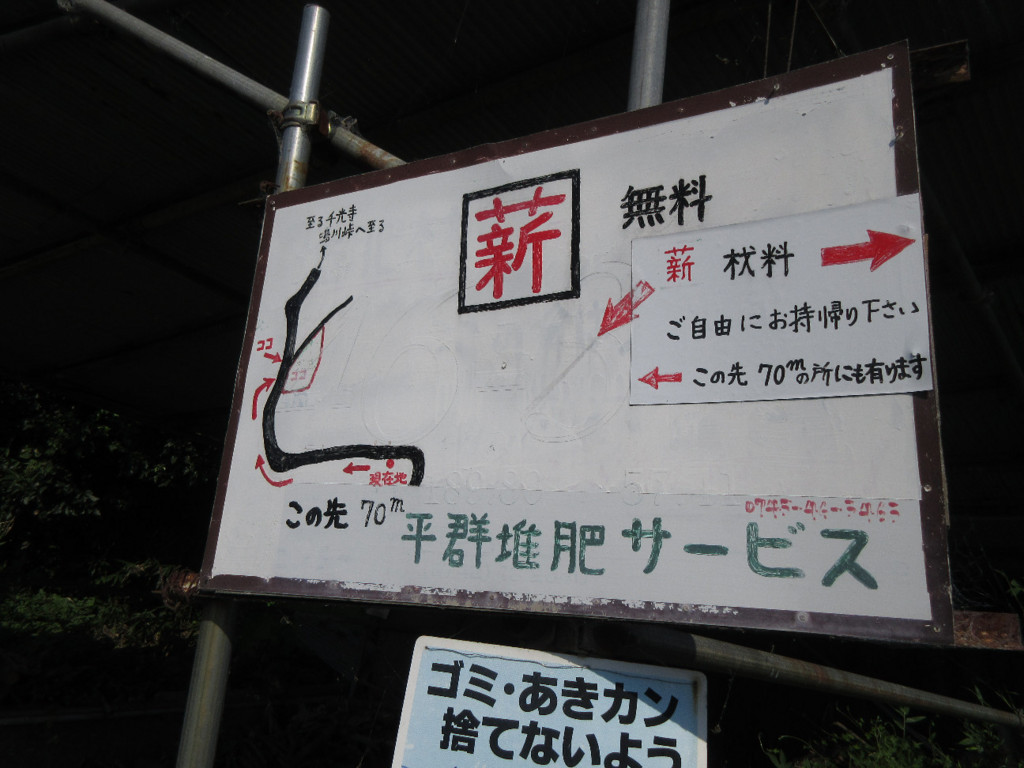 至る千光寺
鳴川峠へ至る
薪
無料
薪 材料
ご自由にお持帰り下さい
この先 70mの所にも有ります
ココ
ココ
現在地
この先 70m
平群堆肥サービス
ゴミ・あきカン
捨てないよう